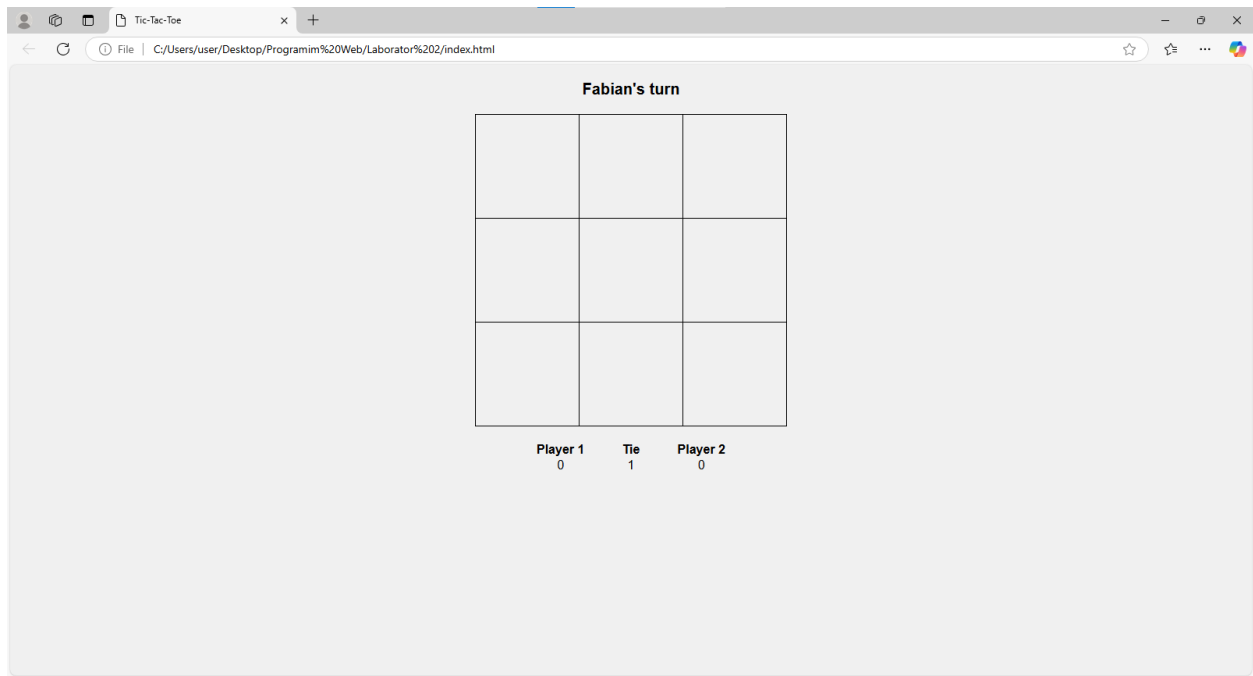 Tic-Tac-Toe
File | C:/Users/user/Desktop/Programim%20Web/Laborator%202/index.html
Fabian's turn
Player 1 Tie Player 2
0 1 0